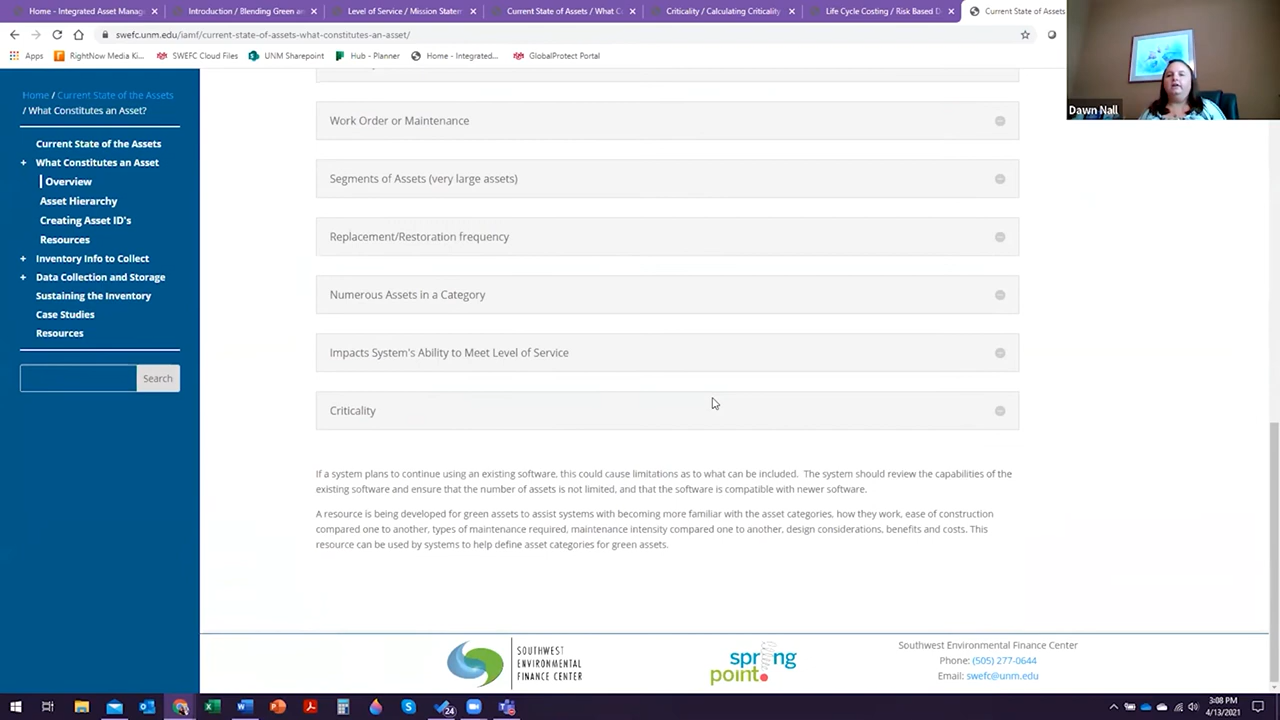 Home - Integrated Asset Manag
Introduction / Blending Green an
Level of Service / Mission Statem
Current State of Assets / What C
Criticality / Calculating Criticality
Life Cycle Costing / Risk Based D
Current State of Assets
swefc.unm.edu/iamf/current-state-of-assets-what-constitutes-an-asset/
Apps
RightNow Media Ki...
SWEFC Cloud Files
UNM Sharepoint
Hub - Planner
Home – Integrated...
GlobalProtect Portal
Dawn Nall
Home / Current State of the Assets
/ What Constitutes an Asset?
Current State of the Assets
+ What Constitutes an Asset
Overview
Asset Hierarchy
Creating Asset ID's
Resources
+ Inventory Info to Collect
+ Data Collection and Storage
Sustaining the Inventory
Case Studies
Resources
Search
Work Order or Maintenance
Segments of Assets (very large assets)
Replacement/Restoration frequency
Numerous Assets in a Category
Impacts System's Ability to Meet Level of Service
Criticality
If a system plans to continue using an existing software, this could cause limitations as to what can be included. The system should review the capabilities of the
existing software and ensure that the number of assets is not limited, and that the software is compatible with newer software.
A resource is being developed for green assets to assist systems with becoming more familiar with the asset categories, how they work, ease of construction
compared one to another, types of maintenance required, maintenance intensity compared one to another, design considerations, benefits and costs. This
resource can be used by systems to help define asset categories for green assets.
SOUTHWEST
ENVIRONMENTAL
FINANCE CENTER
spring
point.
Southwest Environmental Finance Center
Phone: (505) 277-0644
Email: swefc@unm.edu
24
3:08 PM
4/13/2021